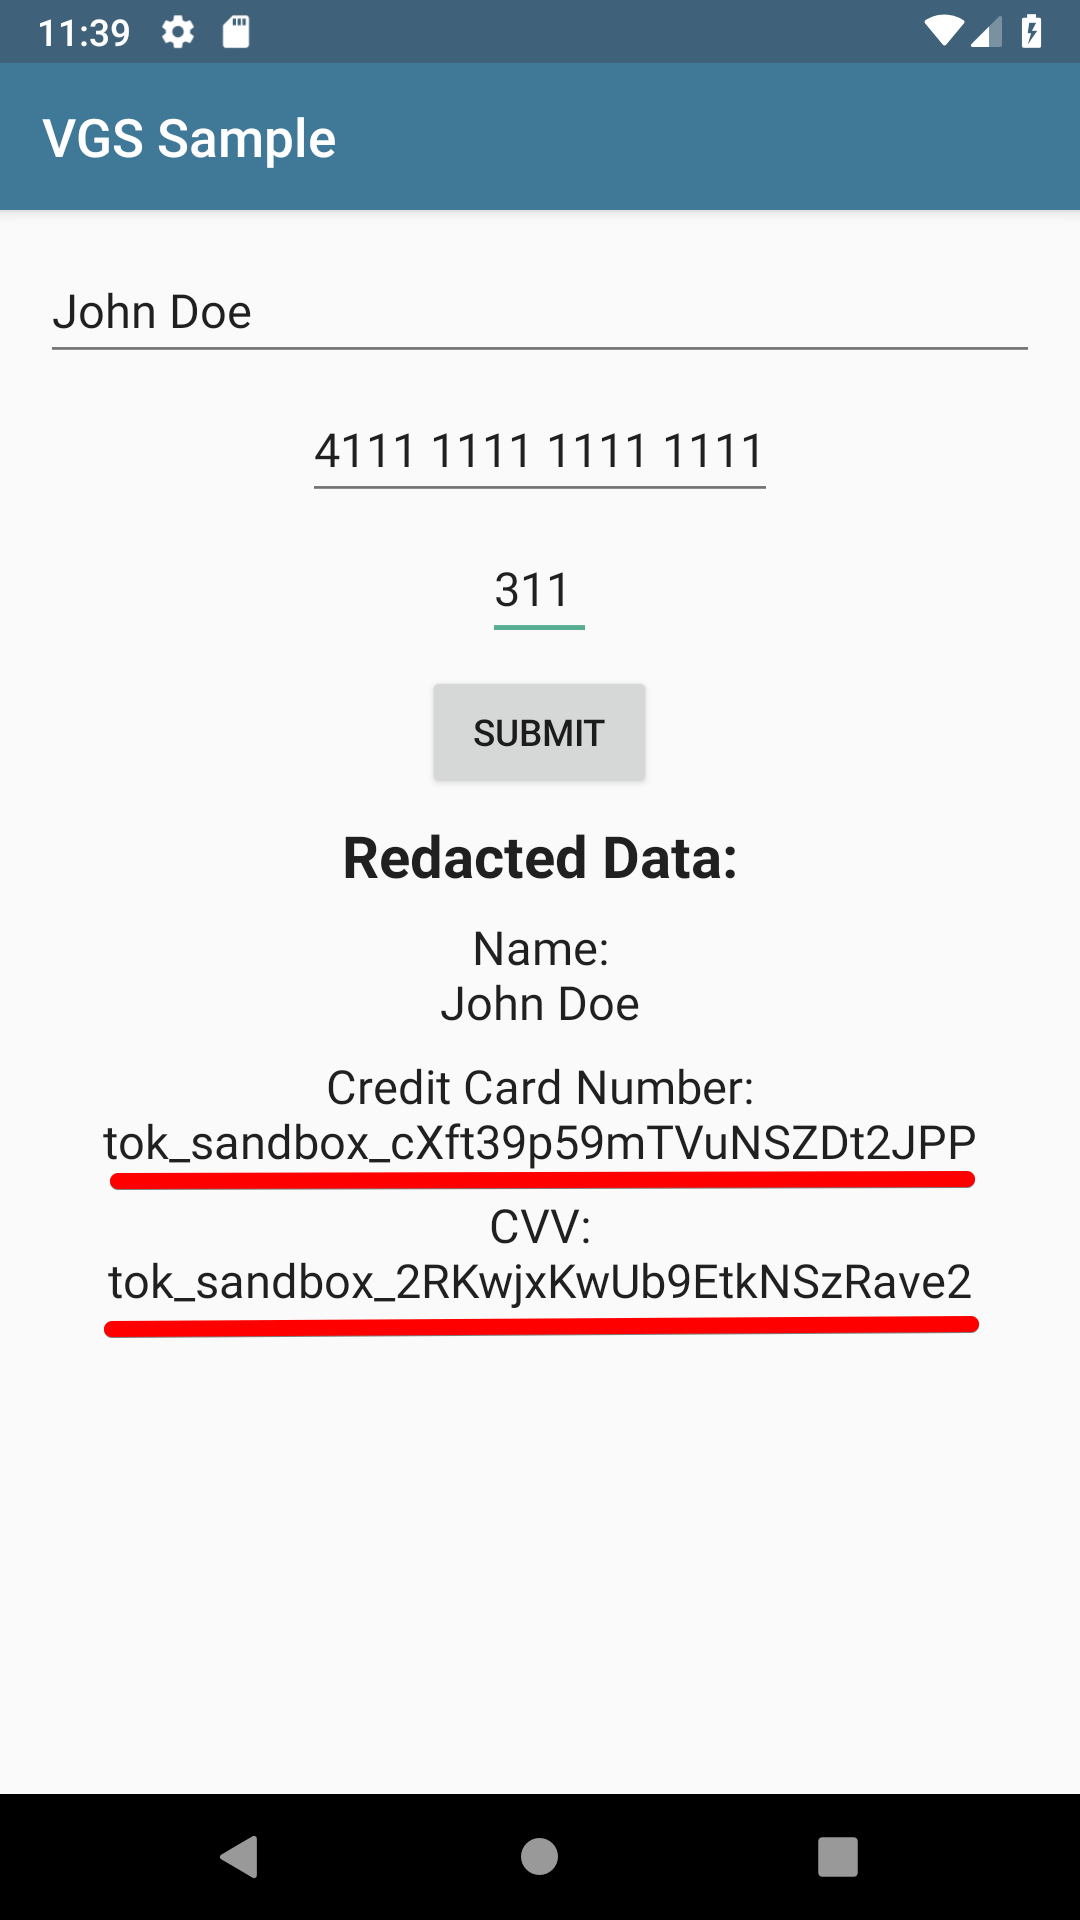 11:39
VGS Sample
John Doe
4111 1111 1111 1111
311
SUBMIT
Redacted Data:
Name:
John Doe
Credit Card Number:
tok_sandbox_cXft39p59mTVuNSZDt2JPP
CVV:
tok_sandbox_2RKwjxKwUb9EtkNSzRave2